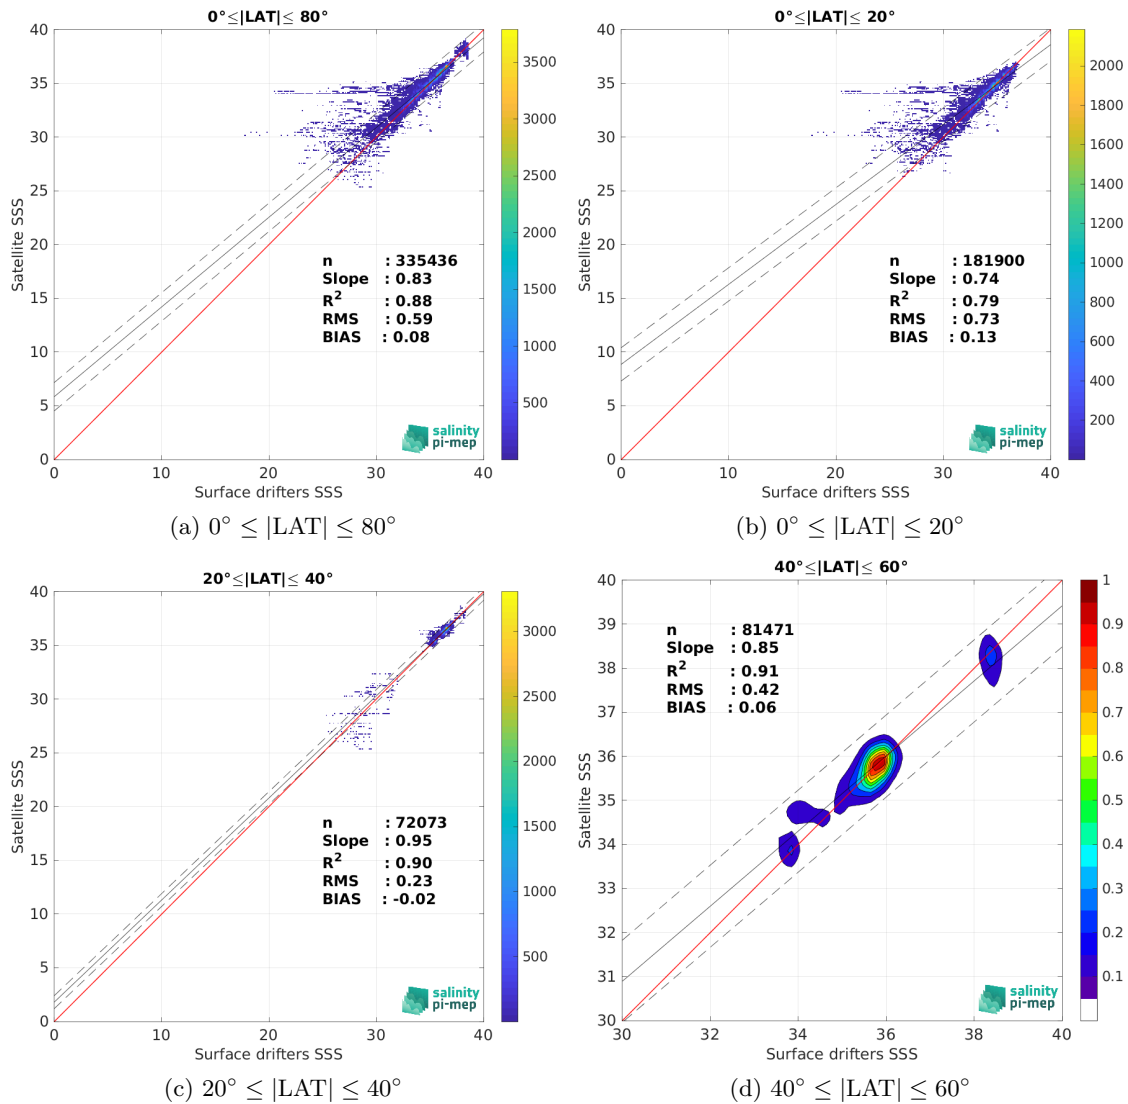 0°≤|LAT|≤ 80°
40
35
30
25
20
15
10
5
0
Satellite SSS
n : 335436
Slope : 0.83
R² : 0.88
RMS : 0.59
BIAS : 0.08
salinity
pi-mep
0 10 20 30 40
Surface drifters SSS
3500
3000
2500
2000
1500
1000
500
(a) 0° ≤ |LAT| ≤ 80°
0°≤|LAT|≤ 20°
40
35
30
25
20
15
10
5
0
Satellite SSS
n : 181900
Slope : 0.74
R² : 0.79
RMS : 0.73
BIAS : 0.13
salinity
pi-mep
0 10 20 30 40
Surface drifters SSS
2000
1800
1600
1400
1200
1000
800
600
400
200
(b) 0° ≤ |LAT| ≤ 20°
20°≤|LAT|≤ 40°
40
35
30
25
20
15
10
5
0
Satellite SSS
n : 72073
Slope : 0.95
R² : 0.90
RMS : 0.23
BIAS : -0.02
salinity
pi-mep
0 10 20 30 40
Surface drifters SSS
3000
2500
2000
1500
1000
500
(c) 20° ≤ |LAT| ≤ 40°
40°≤|LAT|≤ 60°
40
39
38
37
36
35
34
33
32
31
30
Satellite SSS
n : 81471
Slope : 0.85
R² : 0.91
RMS : 0.42
BIAS : 0.06
salinity
pi-mep
30 32 34 36 38 40
Surface drifters SSS
1
0.9
0.8
0.7
0.6
0.5
0.4
0.3
0.2
0.1
(d) 40° ≤ |LAT| ≤ 60°